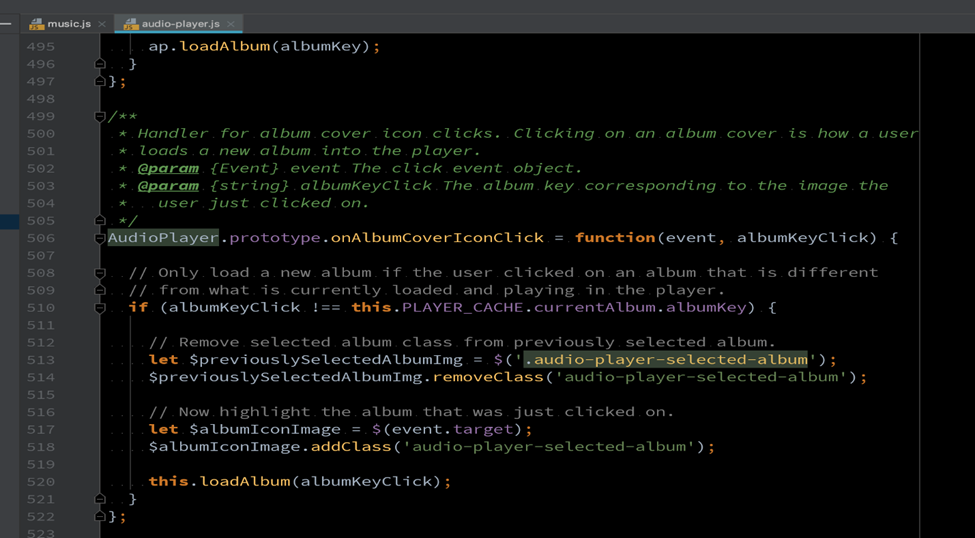 music.js audio-player.js
495 ap.loadAlbum(albumKey);
496 }
497 };
498
499 /**
500 * Handler for album cover icon clicks. Clicking on an album cover is how a user
501 * loads a new album into the player.
502 * @param {Event} event The click event object.
503 * @param {string} albumKeyClick The album key corresponding to the image the
504 * user just clicked on.
505 */
506 AudioPlayer.prototype.onAlbumCoverIconClick = function(event, albumKeyClick) {
507
508 // Only load a new album if the user clicked on an album that is different
509 // from what is currently loaded and playing in the player.
510 if (albumKeyClick !== this.PLAYER_CACHE.currentAlbum.albumKey) {
511
512 // Remove selected album class from previously selected album.
513 let $previouslySelectedAlbumImg = $('.audio-player-selected-album');
514 $previouslySelectedAlbumImg.removeClass('audio-player-selected-album');
515
516 // Now highlight the album that was just clicked on.
517 let $albumIconImage = $(event.target);
518 $albumIconImage.addClass('audio-player-selected-album');
519
520 this.loadAlbum(albumKeyClick);
521 }
522 };
523